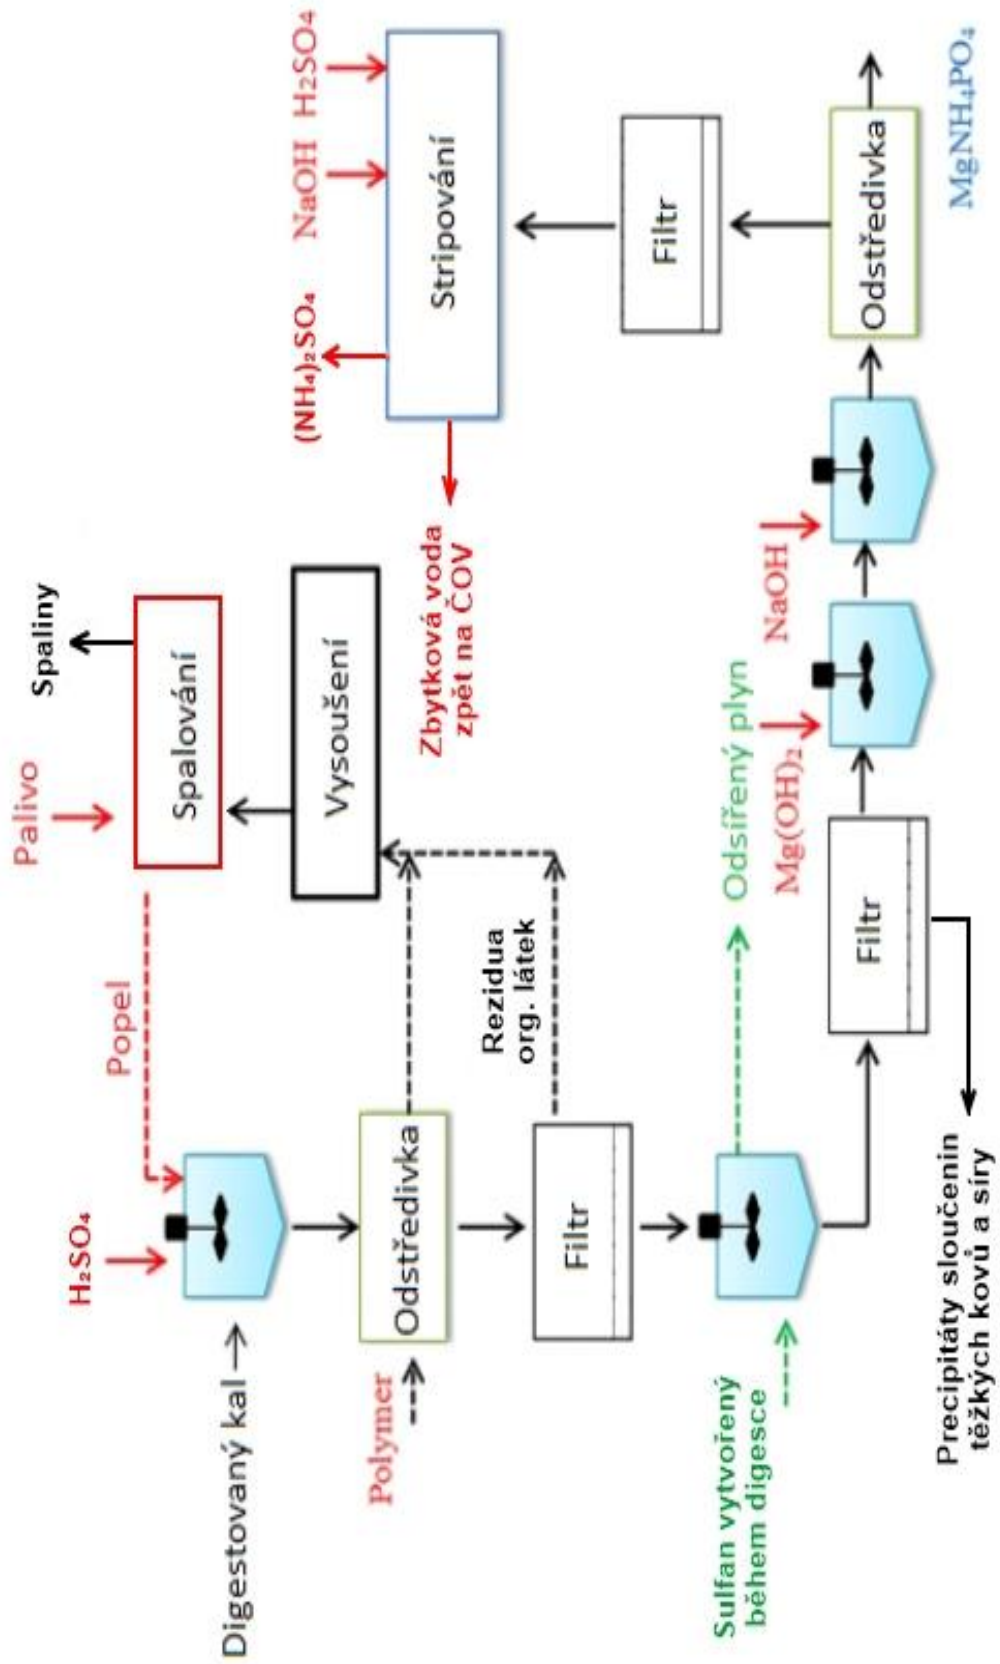 Digestovaný kal
H₂SO₄
Popel
Palivo
Spalování
Spaliny
Vysoušení
Polymer
Odstředivka
Rezidua
org. látek
Filtr
Sulfan vytvořený
během digesce
Odsířený plyn
Precipitáty sloučenin
těžkých kovů a síry
Filtr
Mg(OH)₂
NaOH
Odstředivka
MgNH₄PO₄
Filtr
Stripování
(NH₄)₂SO₄
NaOH
H₂SO₄
Zbytková voda
zpět na ČOV